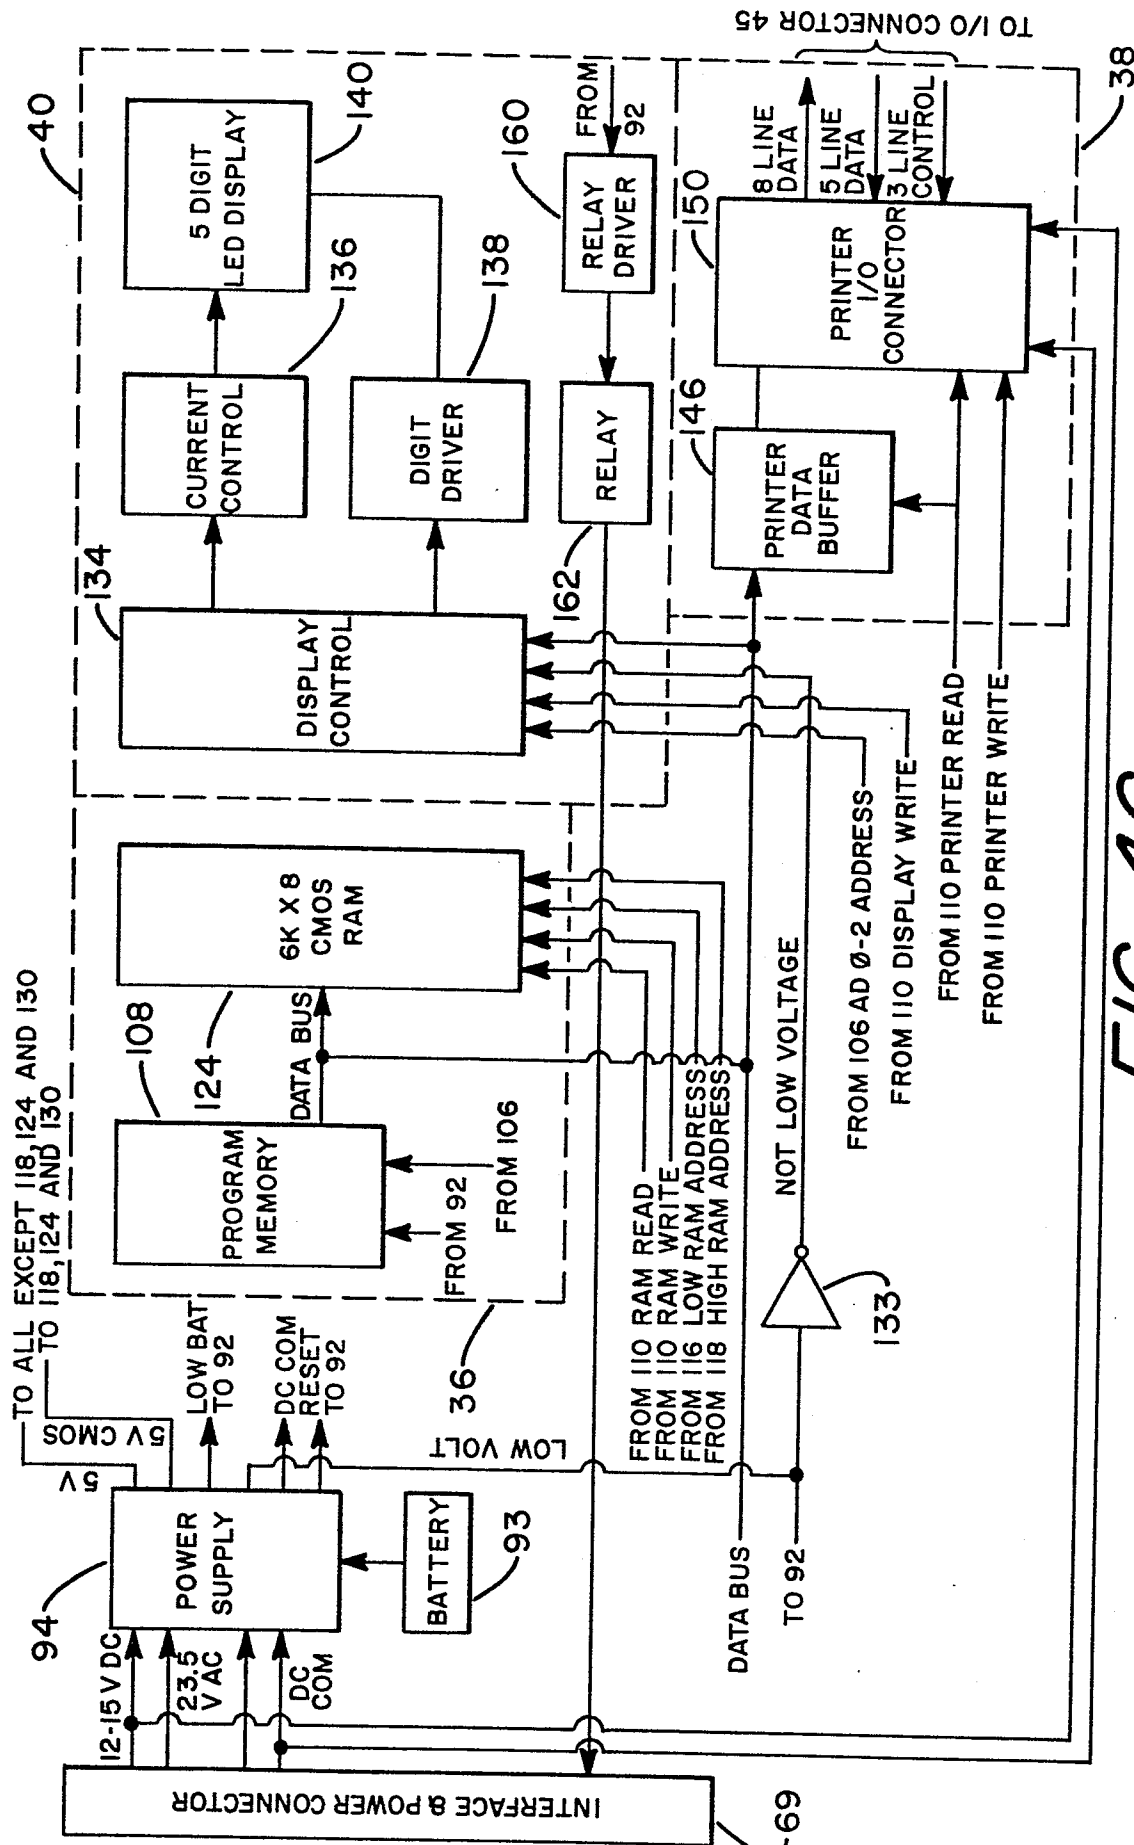 TO ALL EXCEPT 118,124 AND 130
TO 118,124 AND 130
5V
5V CMOS
LOW BAT
TO 92
DC COM
RESET
TO 92
LOW VOLT
94
POWER
SUPPLY
BATTERY
93
12-15V DC
23.5
V AC
DC
COM
INTERFACE & POWER CONNECTOR
69
36
108
PROGRAM
MEMORY
FROM 92
FROM 106
DATA BUS
124
6K X 8
CMOS
RAM
FROM 110 RAM READ
FROM 110 RAM WRITE
FROM 116 LOW RAM ADDRESS
FROM 118 HIGH RAM ADDRESS
DATA BUS
TO 92
133
NOT LOW VOLTAGE
FROM 106 AD Ø-2 ADDRESS
FROM 110 DISPLAY WRITE
FROM 110 PRINTER READ
FROM 110 PRINTER WRITE
40
134
DISPLAY
CONTROL
CURRENT
CONTROL
136
DIGIT
DRIVER
138
5 DIGIT
LED DISPLAY
140
162
RELAY
RELAY
DRIVER
160
FROM
92
146
PRINTER
DATA
BUFFER
150
PRINTER
I/O
CONNECTOR
8 LINE
DATA
5 LINE
DATA
3 LINE
CONTROL
TO I/O CONNECTOR 45
38